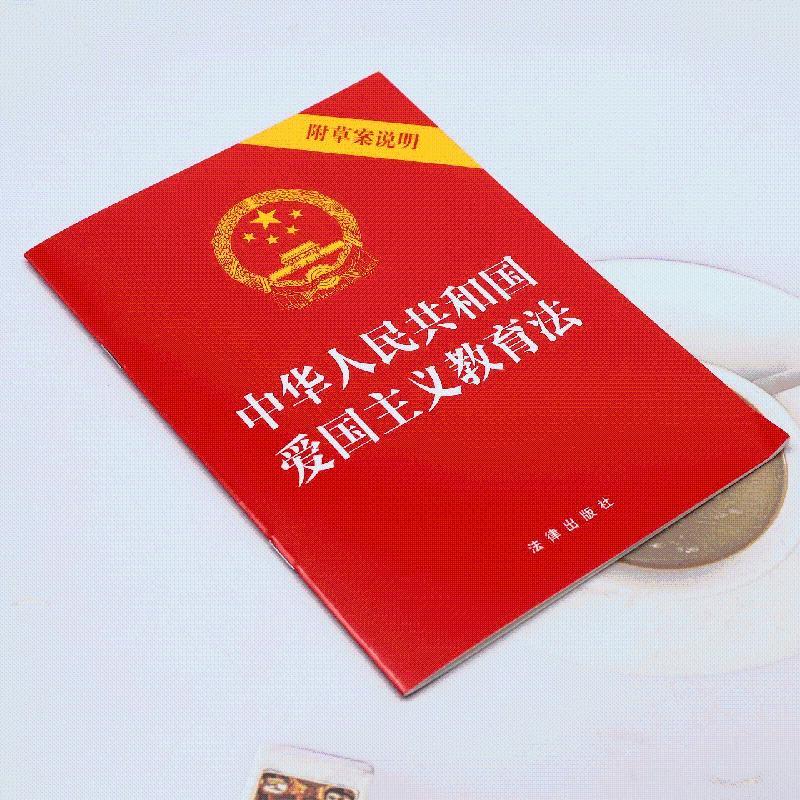 附草案说明
中华人民共和国
爱国主义教育法
法律出版社